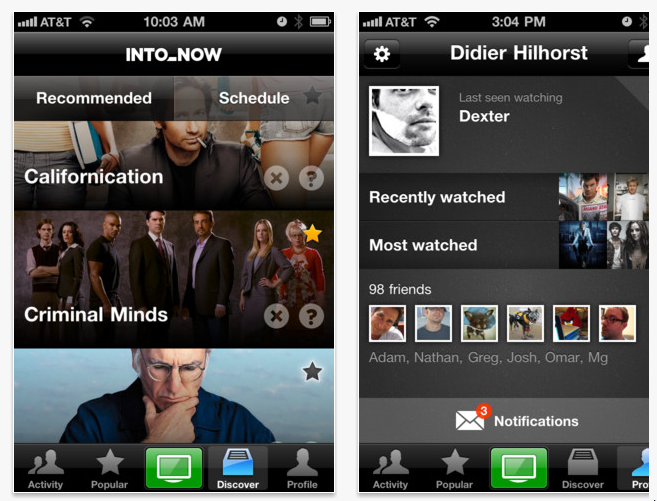 AT&T 10:03 AM
INTO_NOW
Recommended Schedule
Californication
Criminal Minds
Activity Popular Discover Profile
AT&T 3:04 PM
Didier Hilhorst
Last seen watching
Dexter
Recently watched
Most watched
98 friends
Adam, Nathan, Greg, Josh, Omar, Mg
3
Notifications
Activity Popular Discover Pro